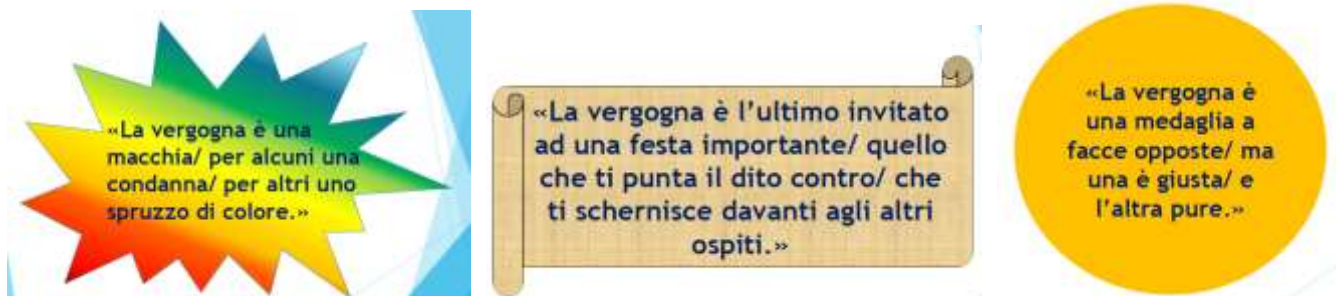 «La vergogna è una
macchia/ per alcuni una
condanna/ per altri uno
spruzzo di colore.»
«La vergogna è l'ultimo invitato
ad una festa importante/ quello
che ti punta il dito contro/ che
ti schernisce davanti agli altri
ospiti.»
«La vergogna è
una medaglia a
facce opposte/ ma
una è giusta/ e
l'altra pure.»